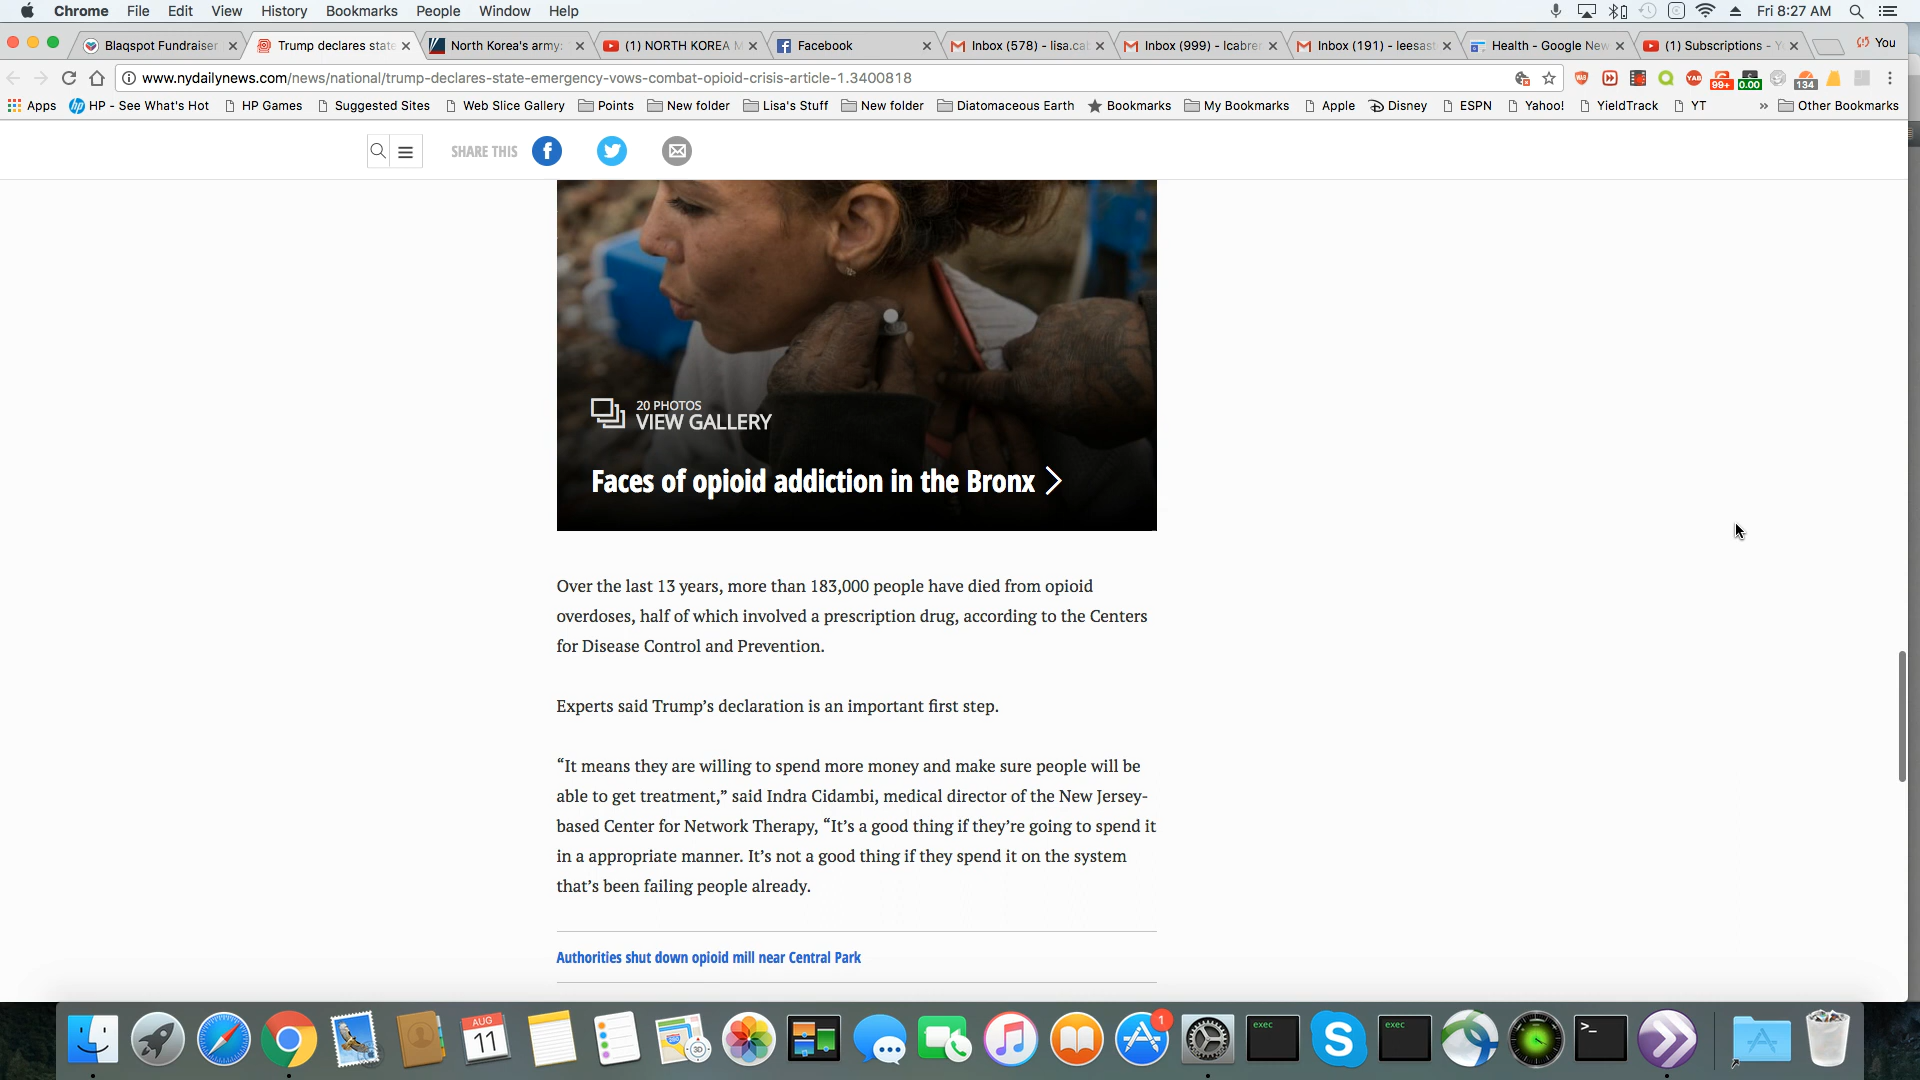 Chrome File Edit View History Bookmarks People Window Help Fri 8:27 AM
Blaqspot Fundraiser Trump declares state North Korea's army: (1) NORTH KOREA M Facebook Inbox (578) - lisa.ca Inbox (999) - lcabre Inbox (191) - leesast Health - Google New (1) Subscriptions - Y You
www.nydailynews.com/news/national/trump-declares-state-emergency-vows-combat-opioid-crisis-article-1.3400818 YAB 99+ 0.00 134
Apps HP - See What's Hot HP Games Suggested Sites Web Slice Gallery Points New folder Lisa's Stuff New folder Diatomaceous Earth Bookmarks My Bookmarks Apple Disney ESPN Yahoo! YieldTrack YT » Other Bookmarks
SHARE THIS
20 PHOTOS
VIEW GALLERY
Faces of opioid addiction in the Bronx
Over the last 13 years, more than 183,000 people have died from opioid
overdoses, half of which involved a prescription drug, according to the Centers
for Disease Control and Prevention.
Experts said Trump’s declaration is an important first step.
“It means they are willing to spend more money and make sure people will be
able to get treatment,” said Indra Cidambi, medical director of the New Jersey-
based Center for Network Therapy, “It’s a good thing if they’re going to spend it
in a appropriate manner. It’s not a good thing if they spend it on the system
that’s been failing people already.
Authorities shut down opioid mill near Central Park
AUG
11
3D
1
exec
exec
>_